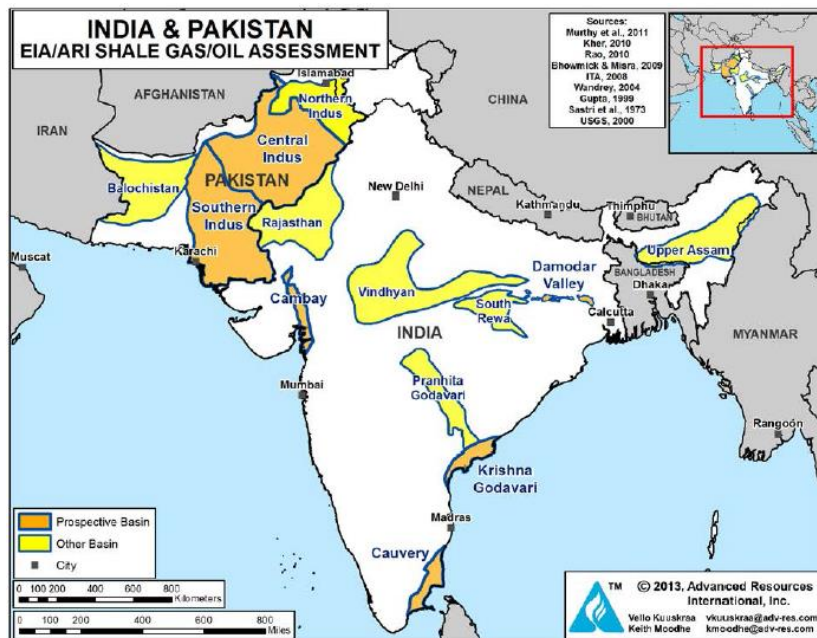 INDIA & PAKISTAN
EIA/ARI SHALE GAS/OIL ASSESSMENT
Sources:
Murthy et al., 2011
Kher, 2010
Rao, 2010
Bhowmick & Misra, 2009
ITA, 2008
Wandrey, 2004
Gupta, 1999
Sastri et al., 1973
USGS, 2000
Islamabad
AFGHANISTAN
Northern
Indus
CHINA
IRAN
Central
Indus
Balochistan
PAKISTAN
New Delhi
NEPAL
Kathmandu
Thimphu
BHUTAN
Southern
Indus
Rajasthan
Upper Assam
Muscat
Karachi
BANGLADESH
Dhaka
Damodar
Valley
Cambay
Vindhyan
South
Rewa
Calcutta
INDIA
MYANMAR
Mumbai
Pranhita
Godavari
Rangoon
Krishna
Godavari
Madras
Cauvery
Prospective Basin
Other Basin
City
0 100 200 400 600 800
Kilometers
0 100 200 400 600 800
Miles
TM
© 2013, Advanced Resources
International, Inc.
Vello Kuuskraa vkuuskraa@adv-res.com
Keith Moodhe kmoodhe@adv-res.com